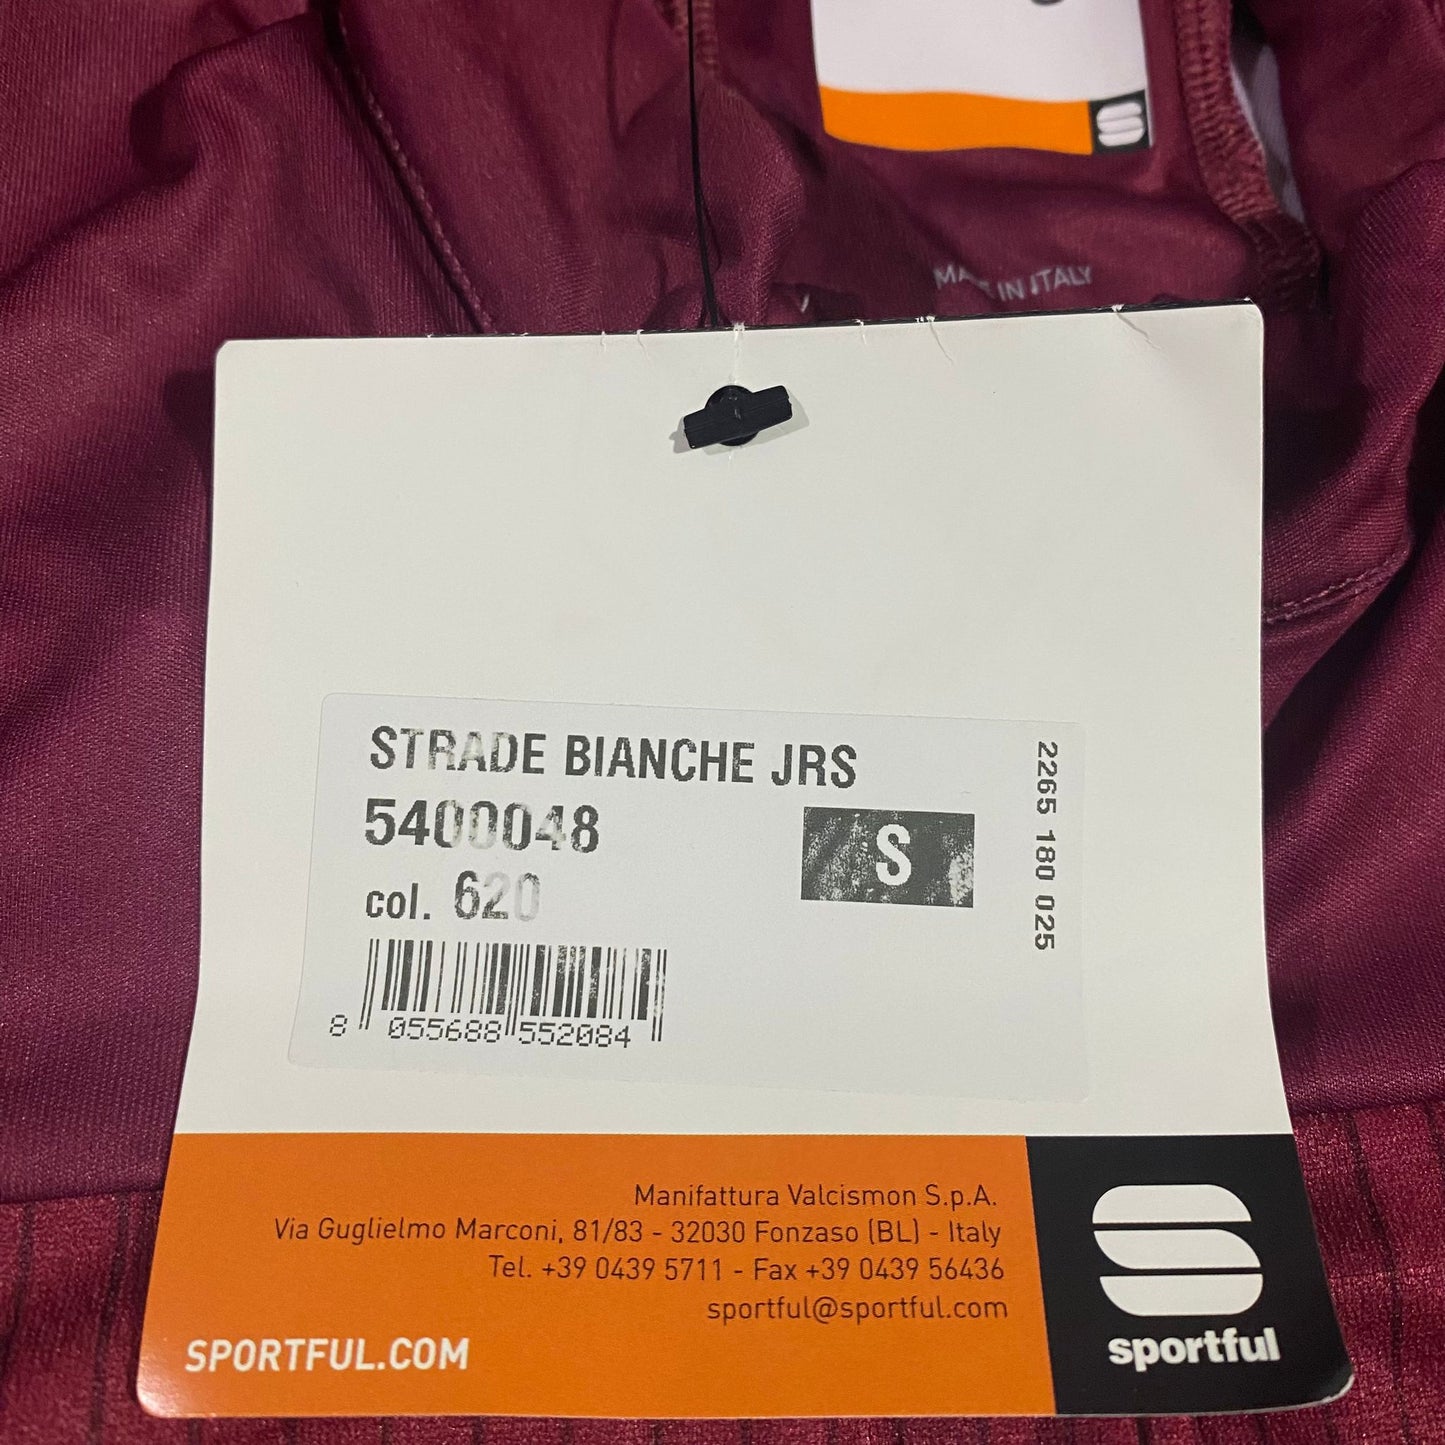 MADE IN ITALY
STRADE BIANCHE JRS
5400048
S
col. 620
8 055688 552084
2265 180 025
Manifattura Valcismon S.p.A.
Via Guglielmo Marconi, 81/83 - 32030 Fonzaso (BL) - Italy
Tel. +39 0439 5711 - Fax +39 0439 56436
sportful@sportful.com
SPORTFUL.COM
sportful